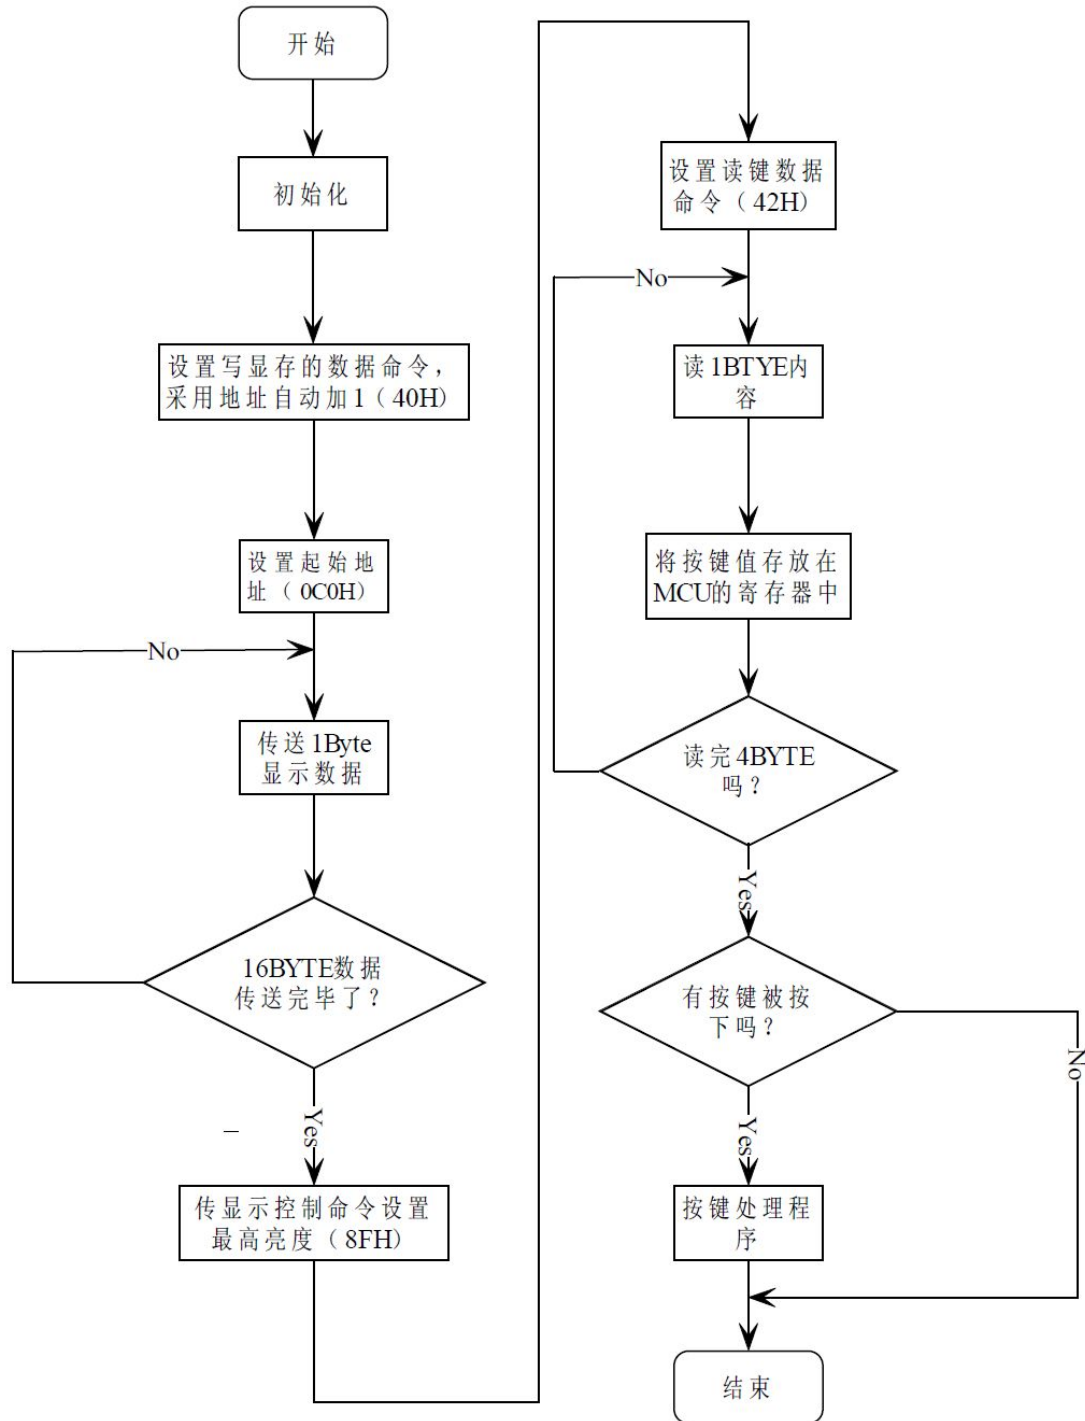 开始
初始化
设置写显存的数据命令，
采用地址自动加1（40H）
设置起始地
址（0C0H）
No
传送1Byte
显示数据
16BYTE数据
传送完毕了？
Yes
传显示控制命令设置
最高亮度（8FH）
设置读键数据
命令（42H）
No
读1BTYE内
容
将按键值存放在
MCU的寄存器中
读完4BYTE
吗？
Yes
有按键被按
下吗？
No
Yes
按键处理程
序
结束